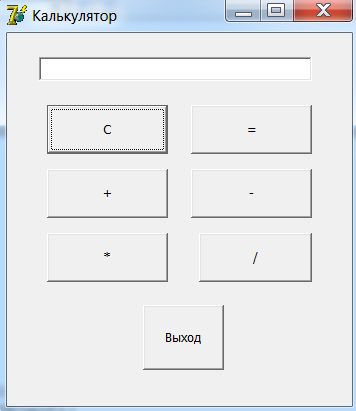 Калькулятор
C =
+ -
* /
Выход